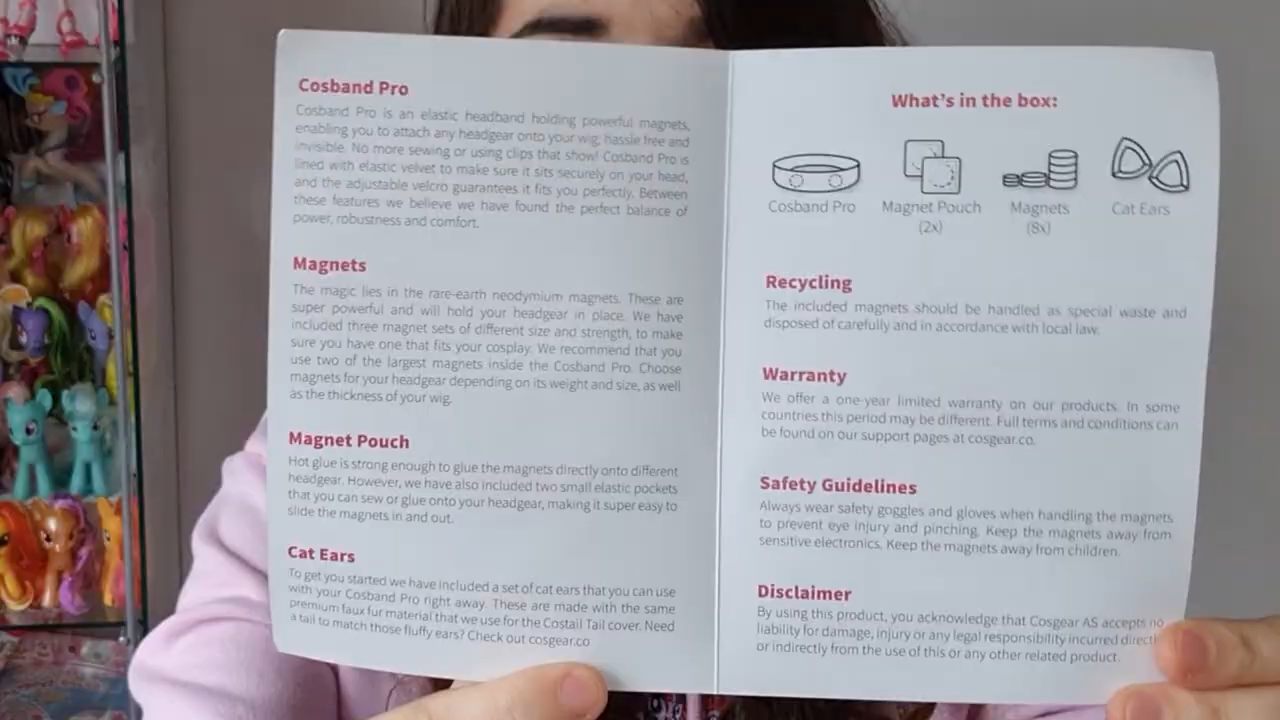 Cosband Pro
Cosband Pro is an elastic headband holding powerful magnets,
enabling you to attach any headgear onto your wig, hassle free and
invisible. No more sewing or using clips that show! Cosband Pro is
lined with elastic velvet to make sure it sits securely on your head,
and the adjustable velcro guarantees it fits you perfectly. Between
these features we believe we have found the perfect balance of
power, robustness and comfort.
Magnets
The magic lies in the rare-earth neodymium magnets. These are
super powerful and will hold your headgear in place. We have
included three magnet sets of different size and strength, to make
sure you have one that fits your cosplay. We recommend that you
use two of the largest magnets inside the Cosband Pro. Choose
magnets for your headgear depending on its weight and size, as well
as the thickness of your wig.
Magnet Pouch
Hot glue is strong enough to glue the magnets directly onto different
headgear. However, we have also included two small elastic pockets
that you can sew or glue onto your headgear, making it super easy to
slide the magnets in and out.
Cat Ears
To get you started we have included a set of cat ears that you can use
with your Cosband Pro right away. These are made with the same
premium faux fur material that we use for the Costail Tail cover. Need
a tail to match those fluffy ears? Check out cosgear.co
What's in the box:
Cosband Pro
Magnet Pouch
(2x)
Magnets
(8x)
Cat Ears
Recycling
The included magnets should be handled as special waste and
disposed of carefully and in accordance with local law.
Warranty
We offer a one-year limited warranty on our products. In some
countries this period may be different. Full terms and conditions can
be found on our support pages at cosgear.co.
Safety Guidelines
Always wear safety goggles and gloves when handling the magnets
to prevent eye injury and pinching. Keep the magnets away from
sensitive electronics. Keep the magnets away from children.
Disclaimer
By using this product, you acknowledge that Cosgear AS accepts no
liability for damage, injury or any legal responsibility incurred directly
or indirectly from the use of this or any other related product.